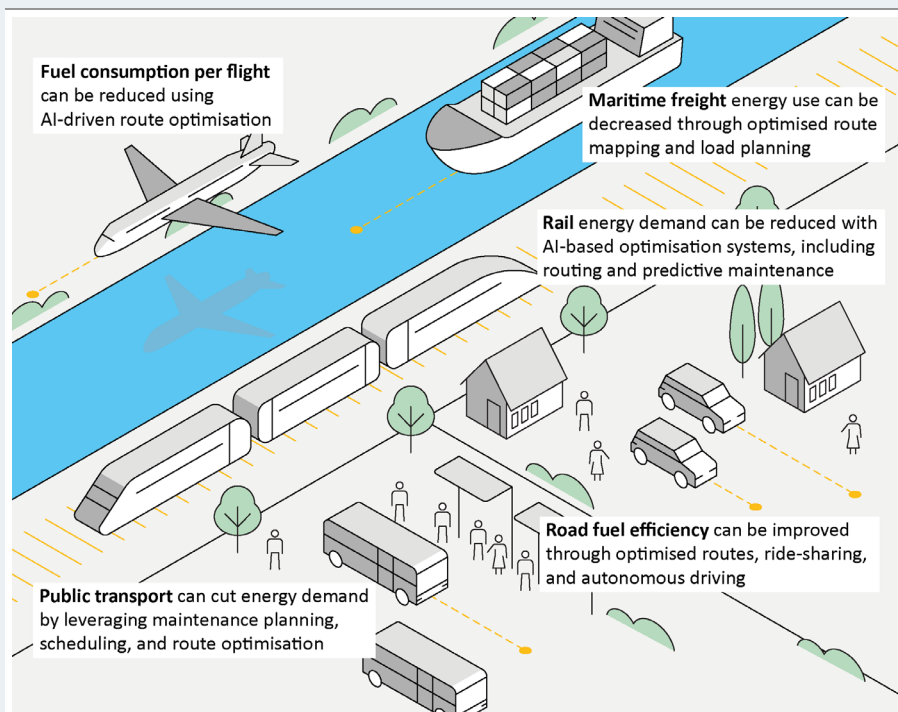 Fuel consumption per flight
can be reduced using
AI-driven route optimisation
Maritime freight energy use can be
decreased through optimised route
mapping and load planning
Rail energy demand can be reduced with
AI-based optimisation systems, including
routing and predictive maintenance
Road fuel efficiency can be improved
through optimised routes, ride-sharing,
and autonomous driving
Public transport can cut energy demand
by leveraging maintenance planning,
scheduling, and route optimisation